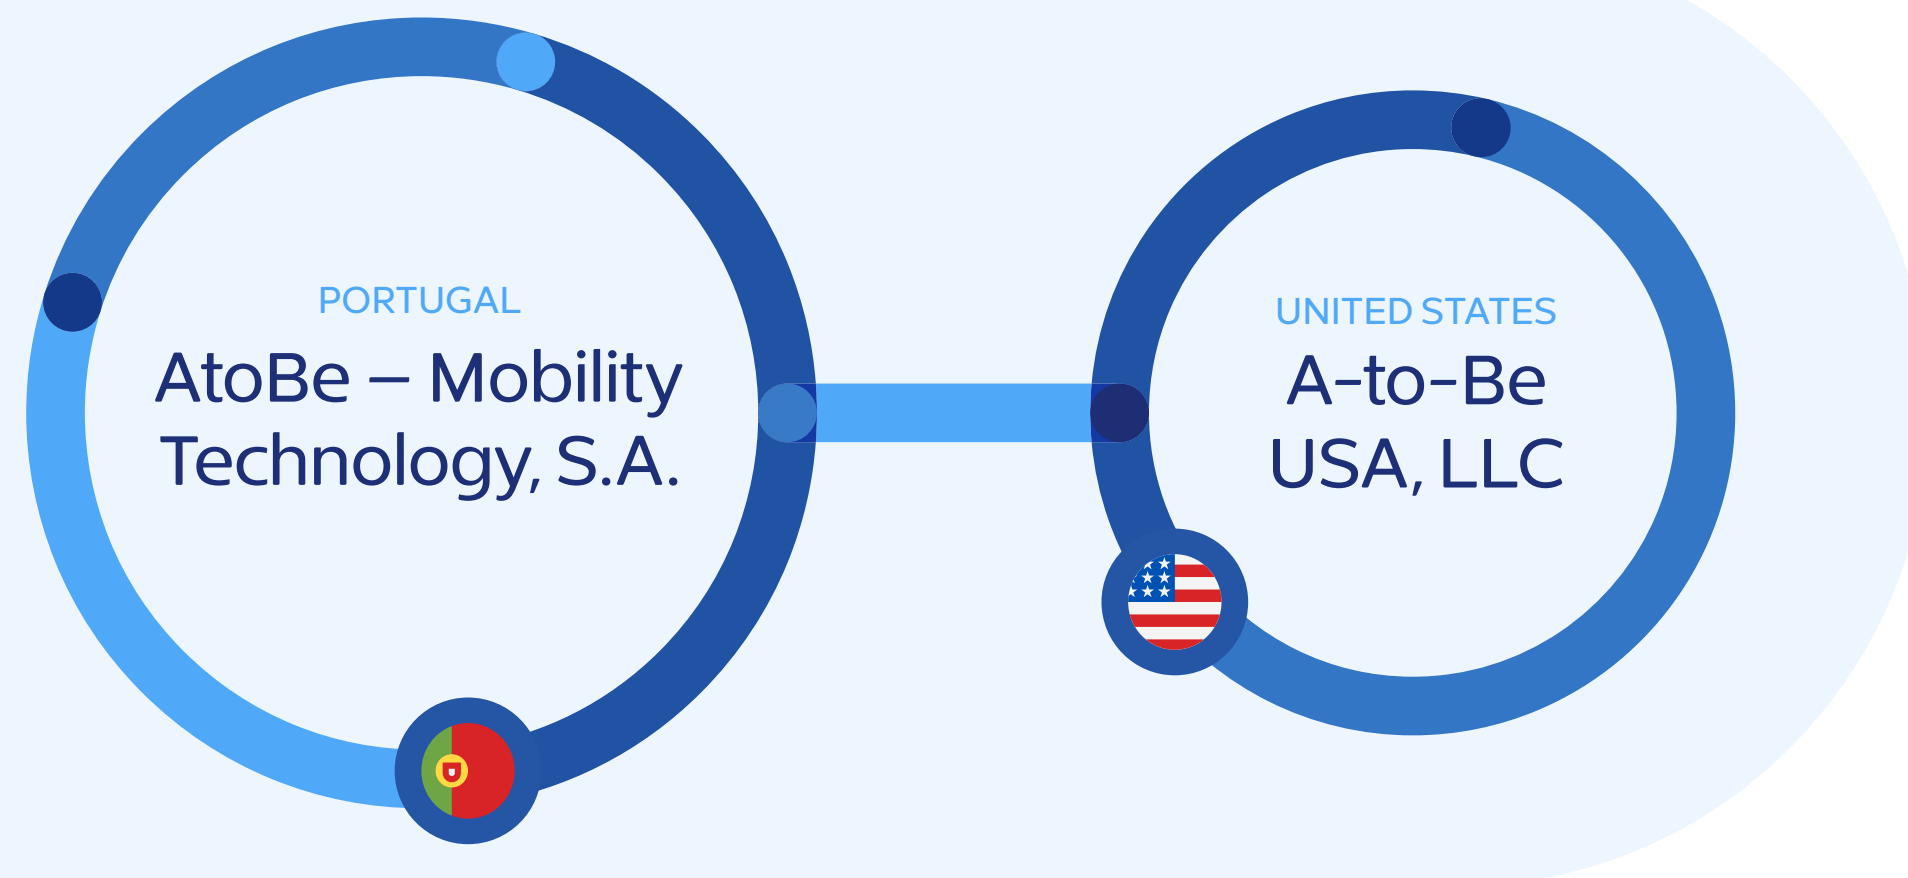 PORTUGAL
AtoBe – Mobility
Technology, S.A.
UNITED STATES
A-to-Be
USA, LLC